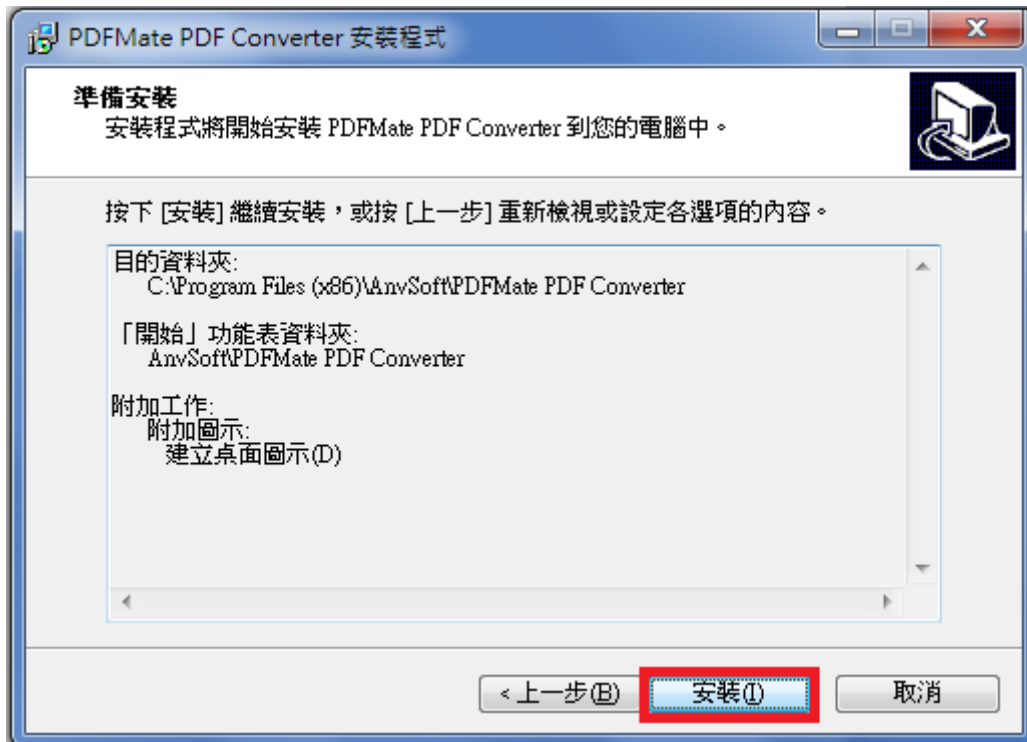 PDFMate PDF Converter 安裝程式
準備安裝
安裝程式將開始安裝 PDFMate PDF Converter 到您的電腦中。
按下 [安裝] 繼續安裝，或按 [上一步] 重新檢視或設定各選項的內容。
目的資料夾:
C:\Program Files (x86)\AnvSoft\PDFMate PDF Converter
「開始」功能表資料夾:
AnvSoft\PDFMate PDF Converter
附加工作:
附加圖示:
建立桌面圖示(D)
<上一步(B) 安裝(I) 取消